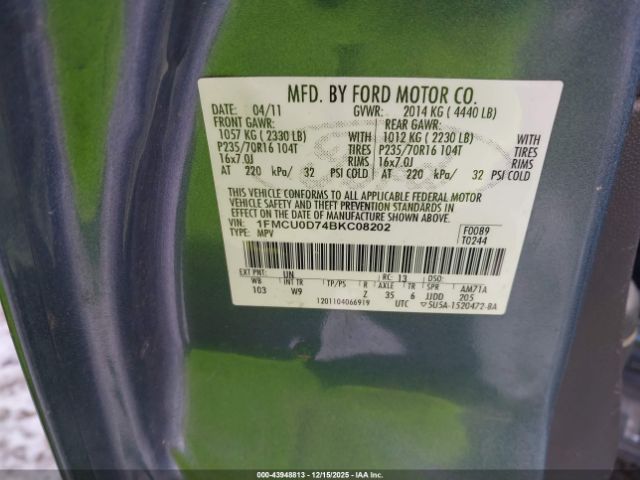 MFD. BY FORD MOTOR CO.
DATE: 04/11 GVWR: 2014 KG ( 4440 LB)
FRONT GAWR: REAR GAWR:
1057 KG ( 2330 LB) 1012 KG ( 2230 LB) WITH
P235/70R16 104T TIRES P235/70R16 104T TIRES
16x7.0J RIMS 16x7.0J RIMS
AT 220 kPa/ 32 PSI COLD AT 220 kPa/ 32 PSI COLD
THIS VEHICLE CONFORMS TO ALL APPLICABLE FEDERAL MOTOR
VEHICLE SAFETY AND THEFT PREVENTION STANDARDS IN
EFFECT ON THE DATE OF MANUFACTURE SHOWN ABOVE.
VIN: 1FMCU0D74BKC08202 F0089
TYPE: MPV T0244
EXT PNT: UN RC: 13 DSO:
WB INT TR TP/PS R AXLE TR SPR AM71A
103 W9 Z 35 6 JJDD 205
1201104066919 UTC ▽5U5A-1520472-BA
000-43948813 - 12/15/2025 - IAA, Inc.